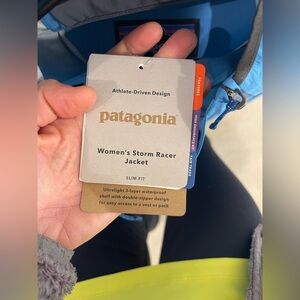 Athlete-Driven Design
patagonia
Women's Storm Racer
Jacket
SLIM FIT
Ultralight 3-layer waterproof
shell with double-zipper design
for easy access to a vest or pack